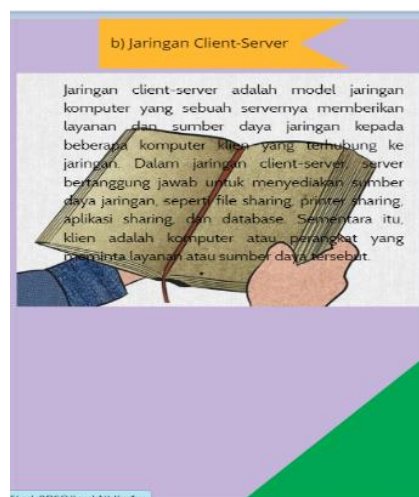 b) Jaringan Client-Server
Jaringan client-server adalah model jaringan
komputer yang sebuah servernya memberikan
layanan dan sumber daya jaringan kepada
beberapa komputer klien yang terhubung ke
jaringan. Dalam jaringan client-server, server
bertanggung jawab untuk menyediakan sumber
daya jaringan, seperti file sharing, printer sharing,
aplikasi sharing, dan database. Sementara itu,
klien adalah komputer atau perangkat yang
meminta layanan atau sumber daya tersebut.